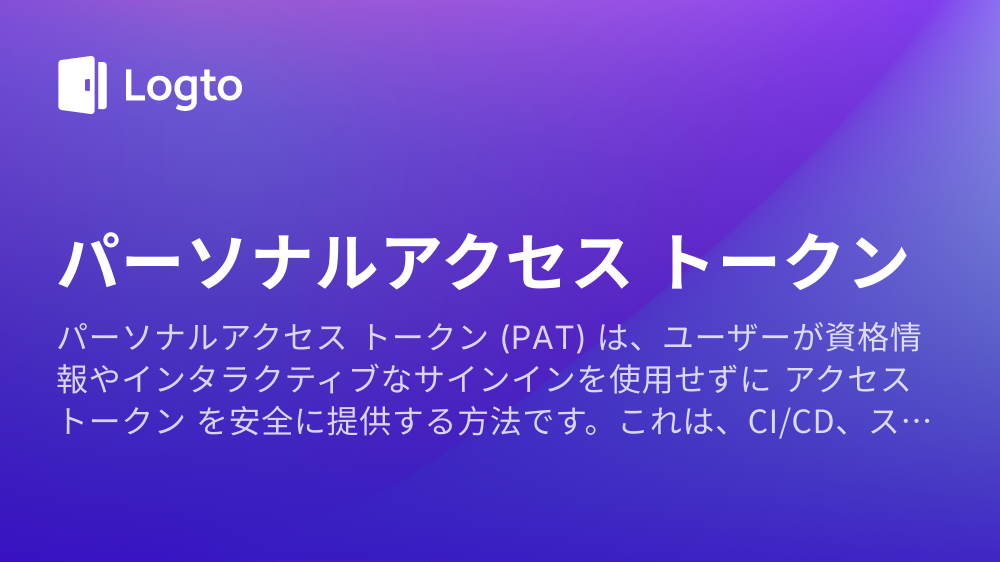 Logto
パーソナルアクセス トークン
パーソナルアクセス トークン (PAT) は、ユーザーが資格情
報やインタラクティブなサインインを使用せずに アクセス
トークン を安全に提供する方法です。これは、CI/CD、ス…